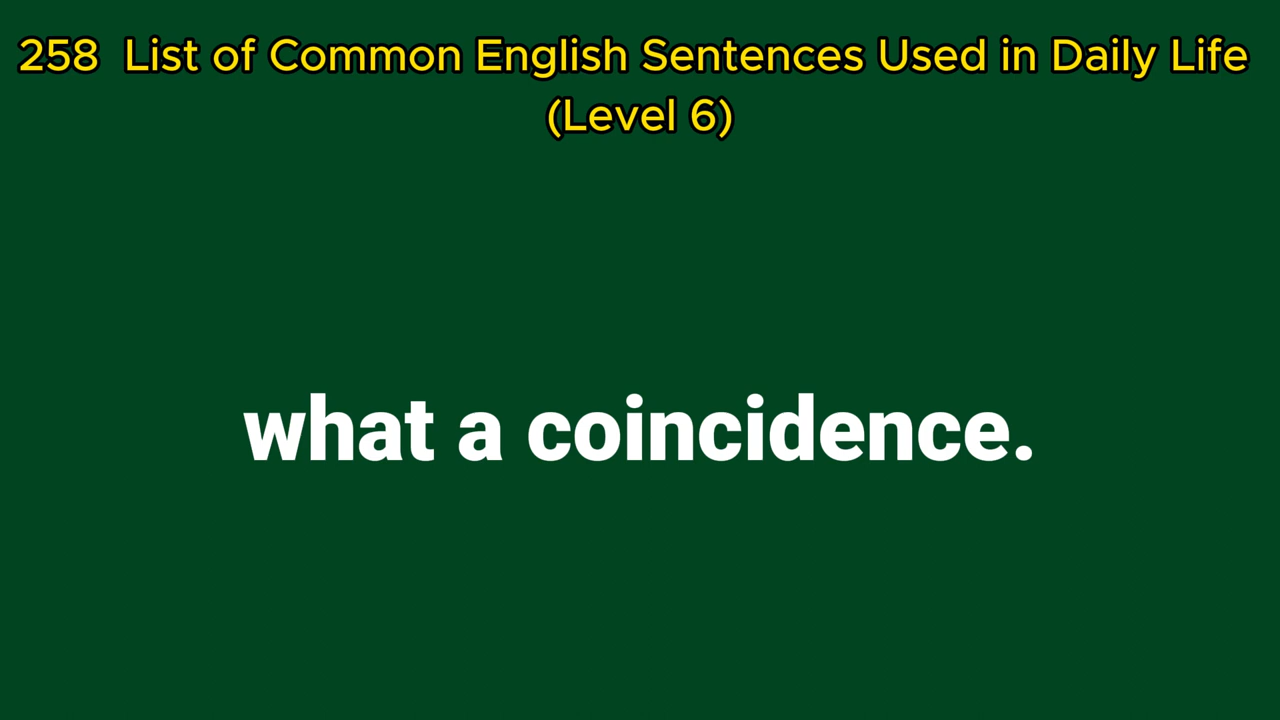 258 List of Common English Sentences Used in Daily Life
(Level 6)
what a coincidence.